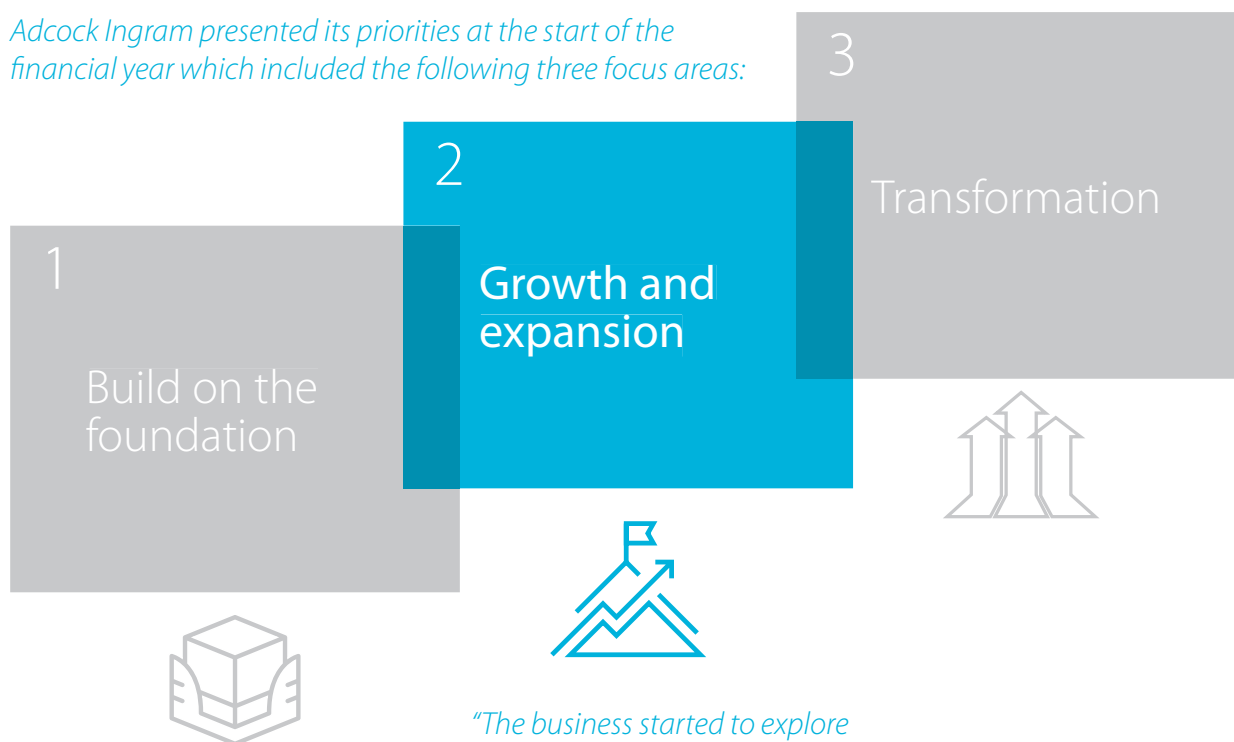 Adcock Ingram presented its priorities at the start of the
financial year which included the following three focus areas:
1
Build on the
foundation
2
Growth and
expansion
3
Transformation
“The business started to explore